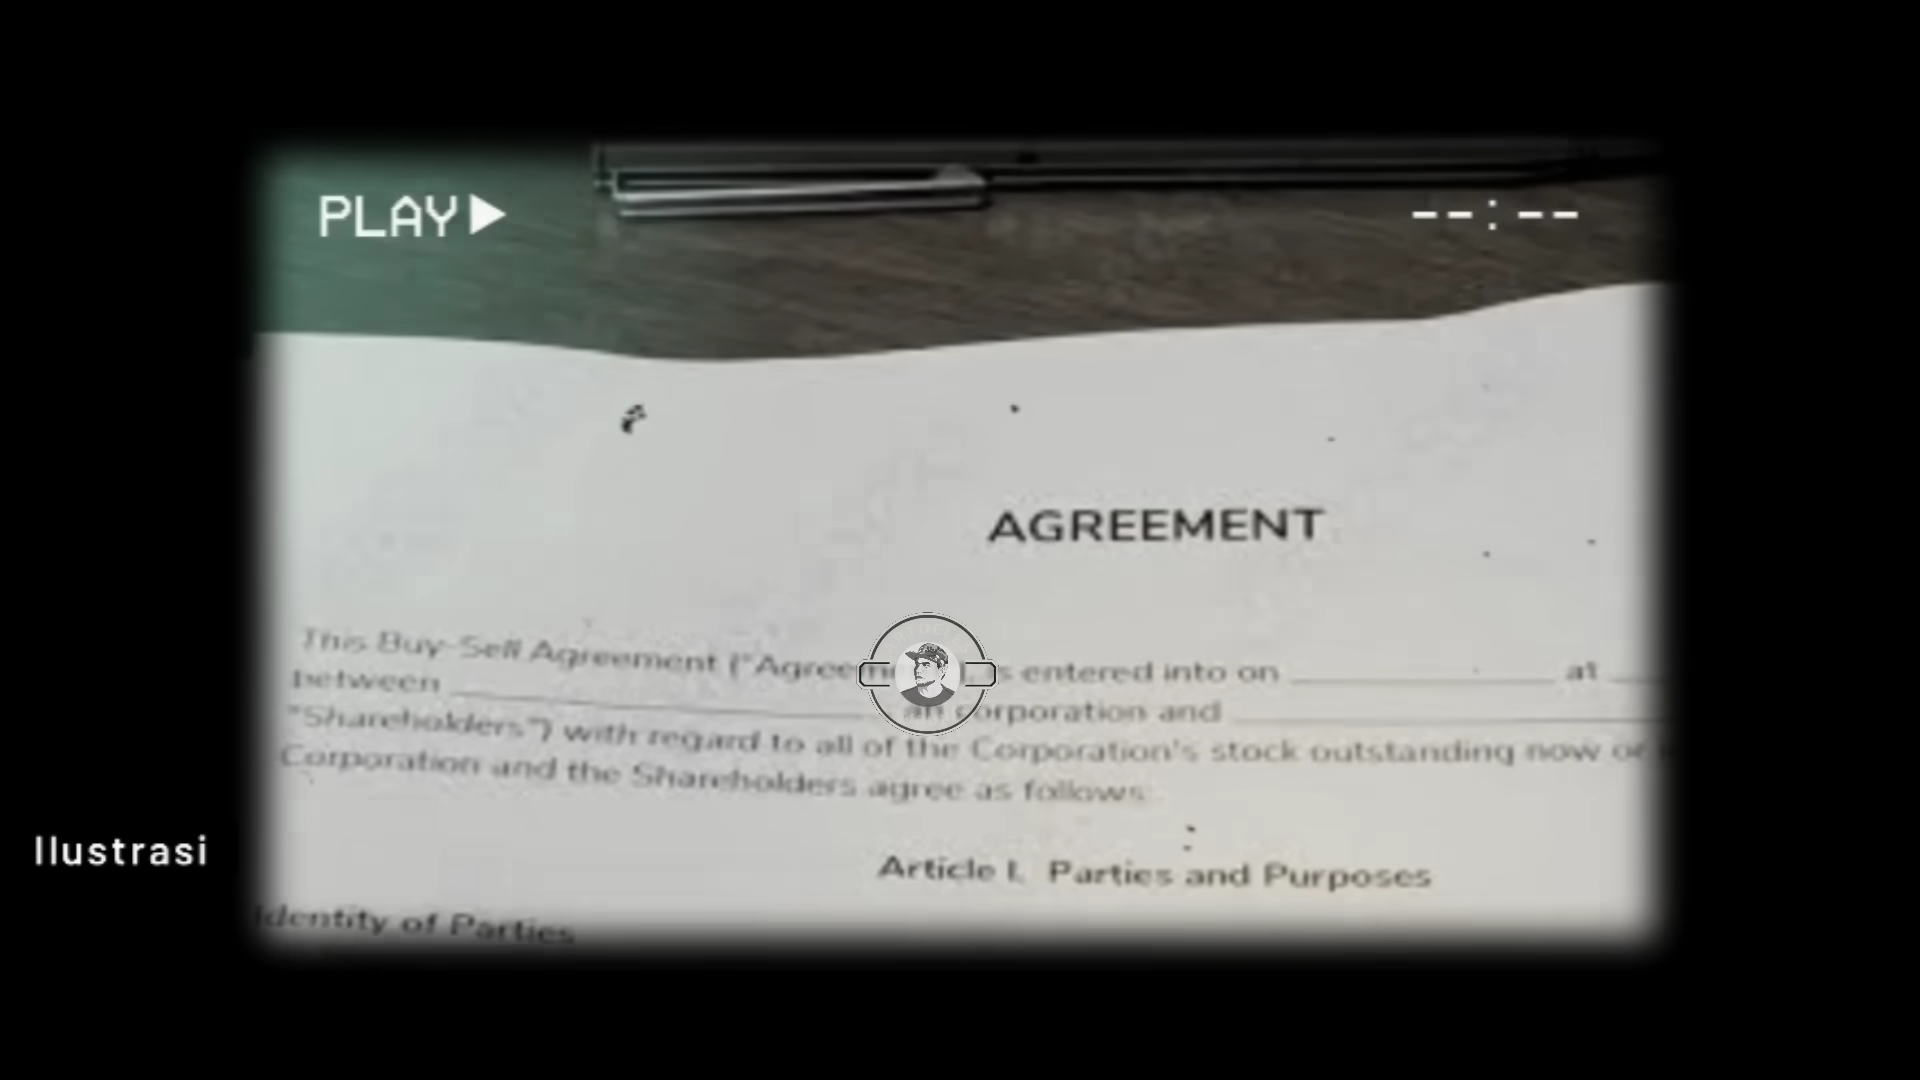 PLAY
--:--
AGREEMENT
This Buy-Sell Agreement ("Agreeme is entered into on at
between an corporation and
"Shareholders") with regard to all of the Corporation's stock outstanding now or
Corporation and the Shareholders agree as follows:
Article I. Parties and Purposes
Ilustrasi
Identity of Parties